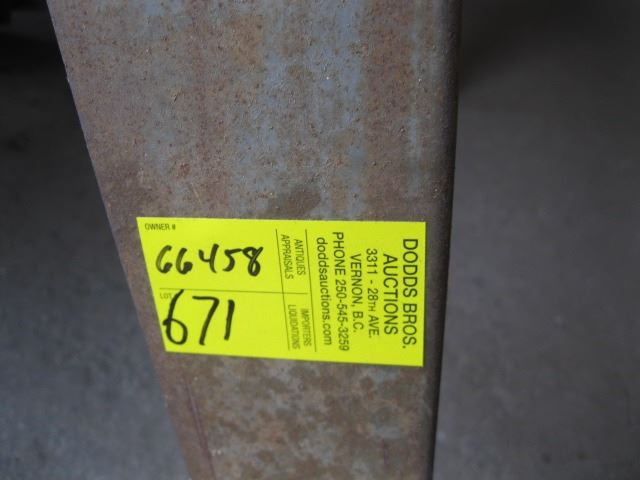 OWNER #
66458
LOT
671
ANTIQUES
APPRAISALS
IMPORTERS
LIQUIDATIONS
DODDS BROS.
AUCTIONS
3311 - 28TH AVE.
VERNON, B.C.
PHONE 250-545-3259
doddsauctions.com